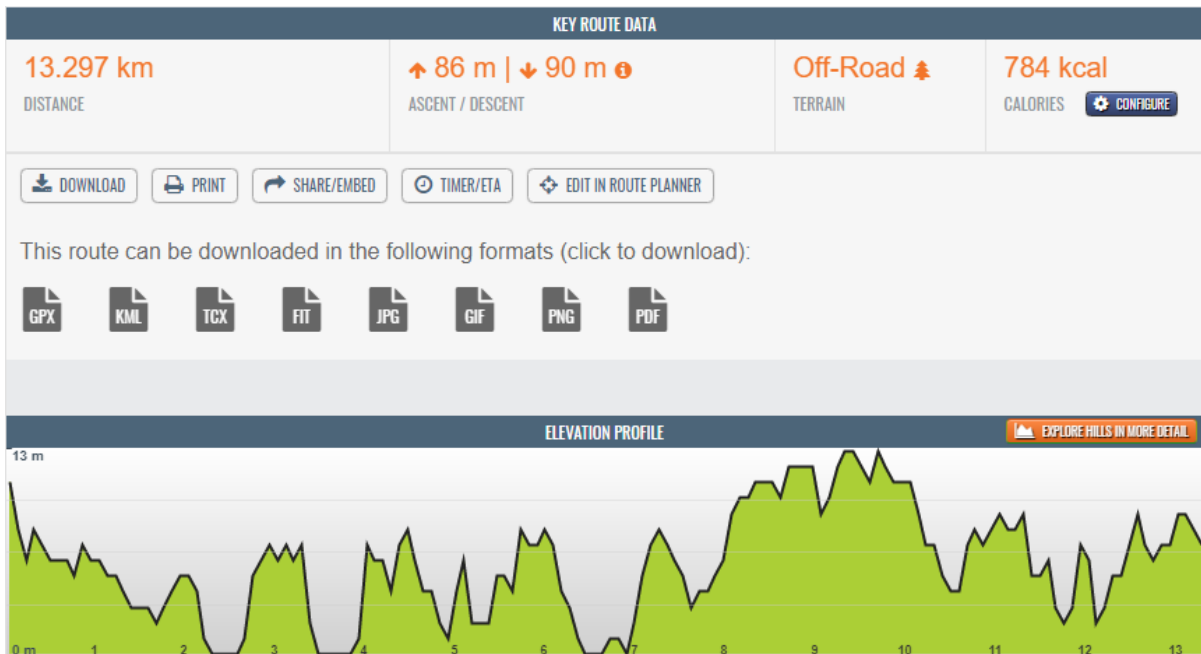 KEY ROUTE DATA
13.297 km
DISTANCE
86 m | 90 m
ASCENT / DESCENT
Off-Road
TERRAIN
784 kcal
CALORIES CONFIGURE
DOWNLOAD PRINT SHARE/EMBED TIMER/ETA EDIT IN ROUTE PLANNER
This route can be downloaded in the following formats (click to download):
GPX KML TCX FIT JPG GIF PNG PDF
ELEVATION PROFILE EXPLORE HILLS IN MORE DETAIL
13 m
0 m 1 2 3 4 5 6 7 8 9 10 11 12 13